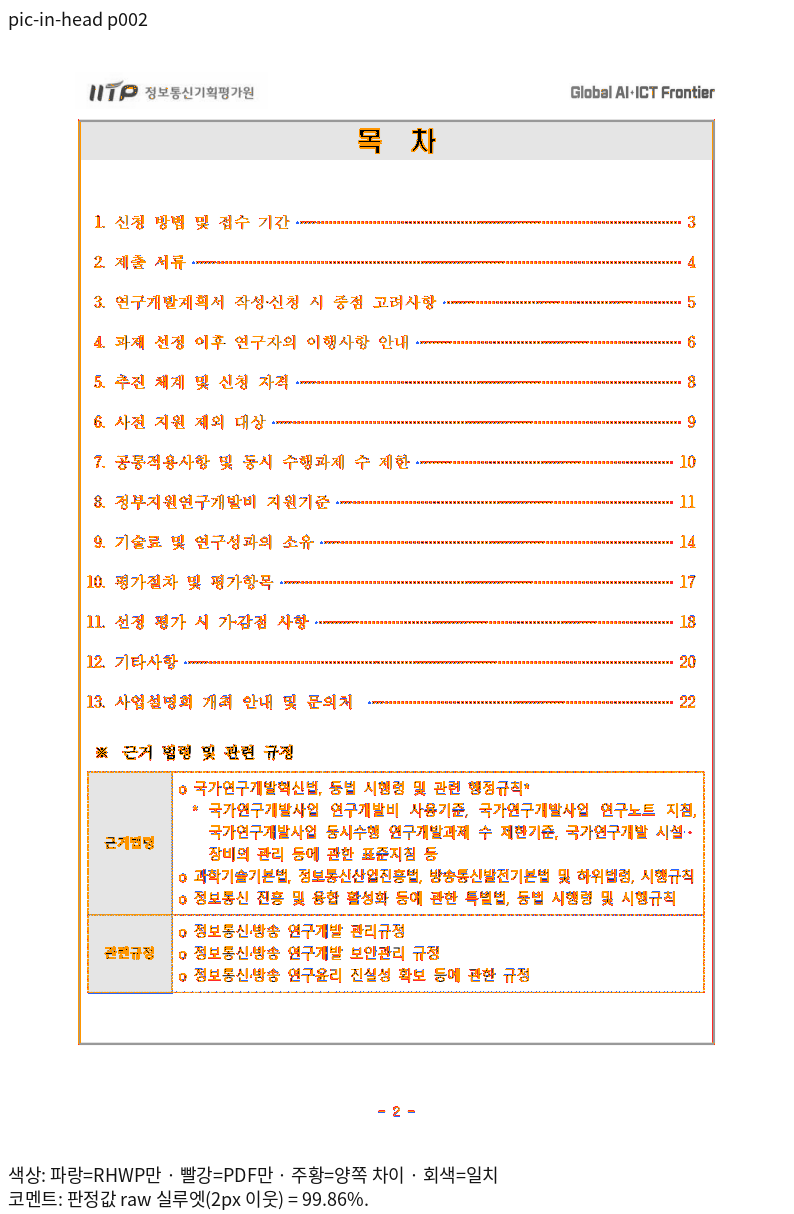 pic-in-head p002
IITP 정보통신기획평가원
Global AI·ICT Frontier
목 차
1. 신청 방법 및 접수 기간 3
2. 제출 서류 4
3. 연구개발계획서 작성·신청 시 중점 고려사항 5
4. 과제 선정 이후 연구자의 이행사항 안내 6
5. 추진 체계 및 신청 자격 8
6. 사전 지원 제외 대상 9
7. 공통적용사항 및 동시 수행과제 수 제한 10
8. 정부지원연구개발비 지원기준 11
9. 기술료 및 연구성과의 소유 14
10. 평가절차 및 평가항목 17
11. 선정 평가 시 가·감점 사항 18
12. 기타사항 20
13. 사업설명회 개최 안내 및 문의처 22
※ 근거 법령 및 관련 규정
근거법령
o 국가연구개발혁신법, 동법 시행령 및 관련 행정규칙*
* 국가연구개발사업 연구개발비 사용기준, 국가연구개발사업 연구노트 지침,
국가연구개발사업 동시수행 연구개발과제 수 제한기준, 국가연구개발 시설·
장비의 관리 등에 관한 표준지침 등
o 과학기술기본법, 정보통신산업진흥법, 방송통신발전기본법 및 하위법령, 시행규칙
o 정보통신 진흥 및 융합 활성화 등에 관한 특별법, 동법 시행령 및 시행규칙
관련규정
o 정보통신·방송 연구개발 관리규정
o 정보통신·방송 연구개발 보안관리 규정
o 정보통신·방송 연구윤리 진실성 확보 등에 관한 규정
- 2 -
색상: 파랑=RHWP만 · 빨강=PDF만 · 주황=양쪽 차이 · 회색=일치
코멘트: 판정값 raw 실루엣(2px 이웃) = 99.86%.